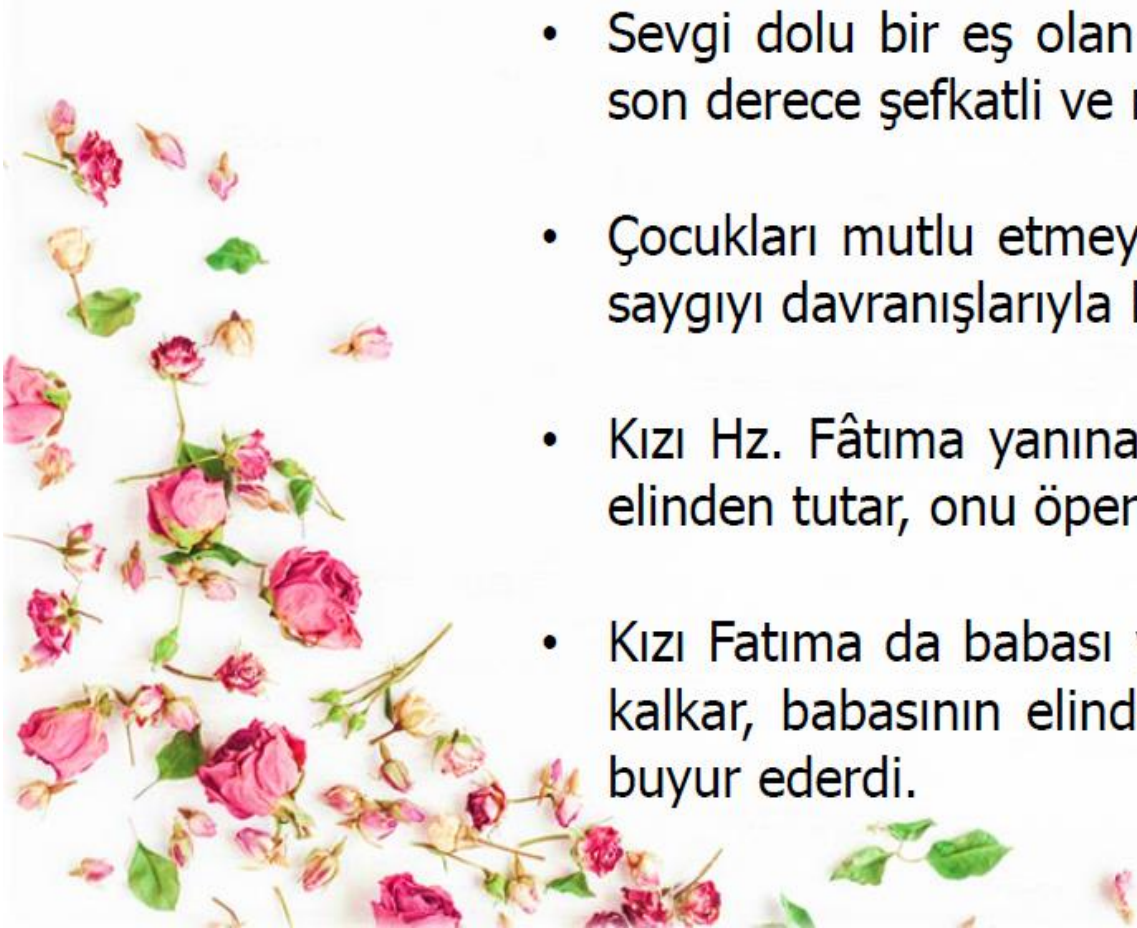 • Sevgi dolu bir eş olan
son derece şefkatli ve
• Çocukları mutlu etmey
saygıyı davranışlarıyla
• Kızı Hz. Fâtıma yanına
elinden tutar, onu öper
• Kızı Fatıma da babası
kalkar, babasının elind
buyur ederdi.